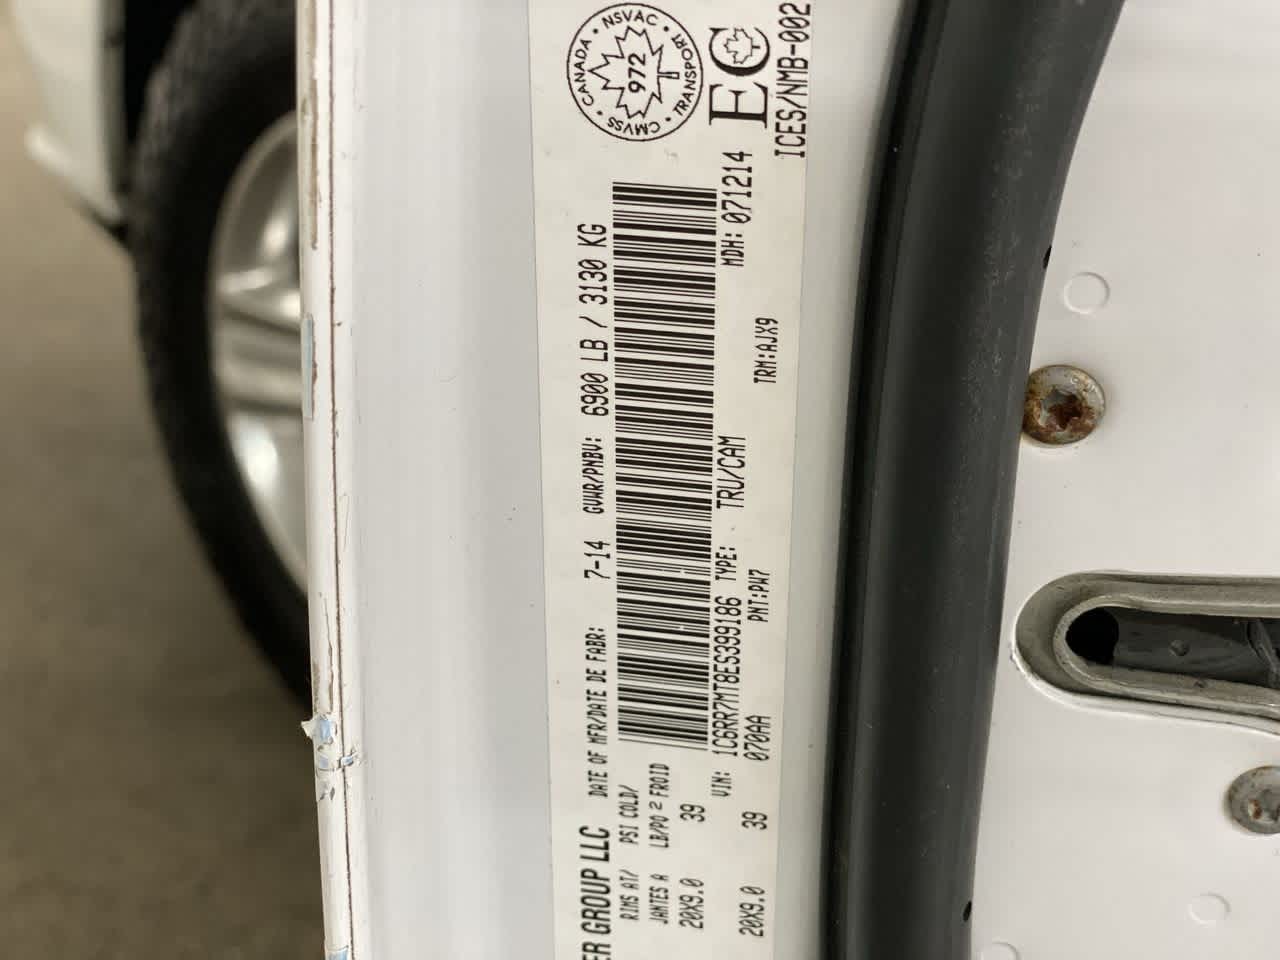 ER GROUP LLC
DATE OF MFR/DATE DE FABR: 7-14 GVWR/PNBV: 6900 LB / 3130 KG
RIMS AT/ PSI COLD/
JANTES A LB/PO 2 FROID
20X9.0 39
VIN: 1C6RR7MT8ES399186 TYPE: TRU/CAM MDH: 071214
20X9.0 39 070AA PNT:PW7 TRM:AJX9
CANADA • NSVAC • TRANSPORT • CMVSS •
972
EC
ICES/NMB-002